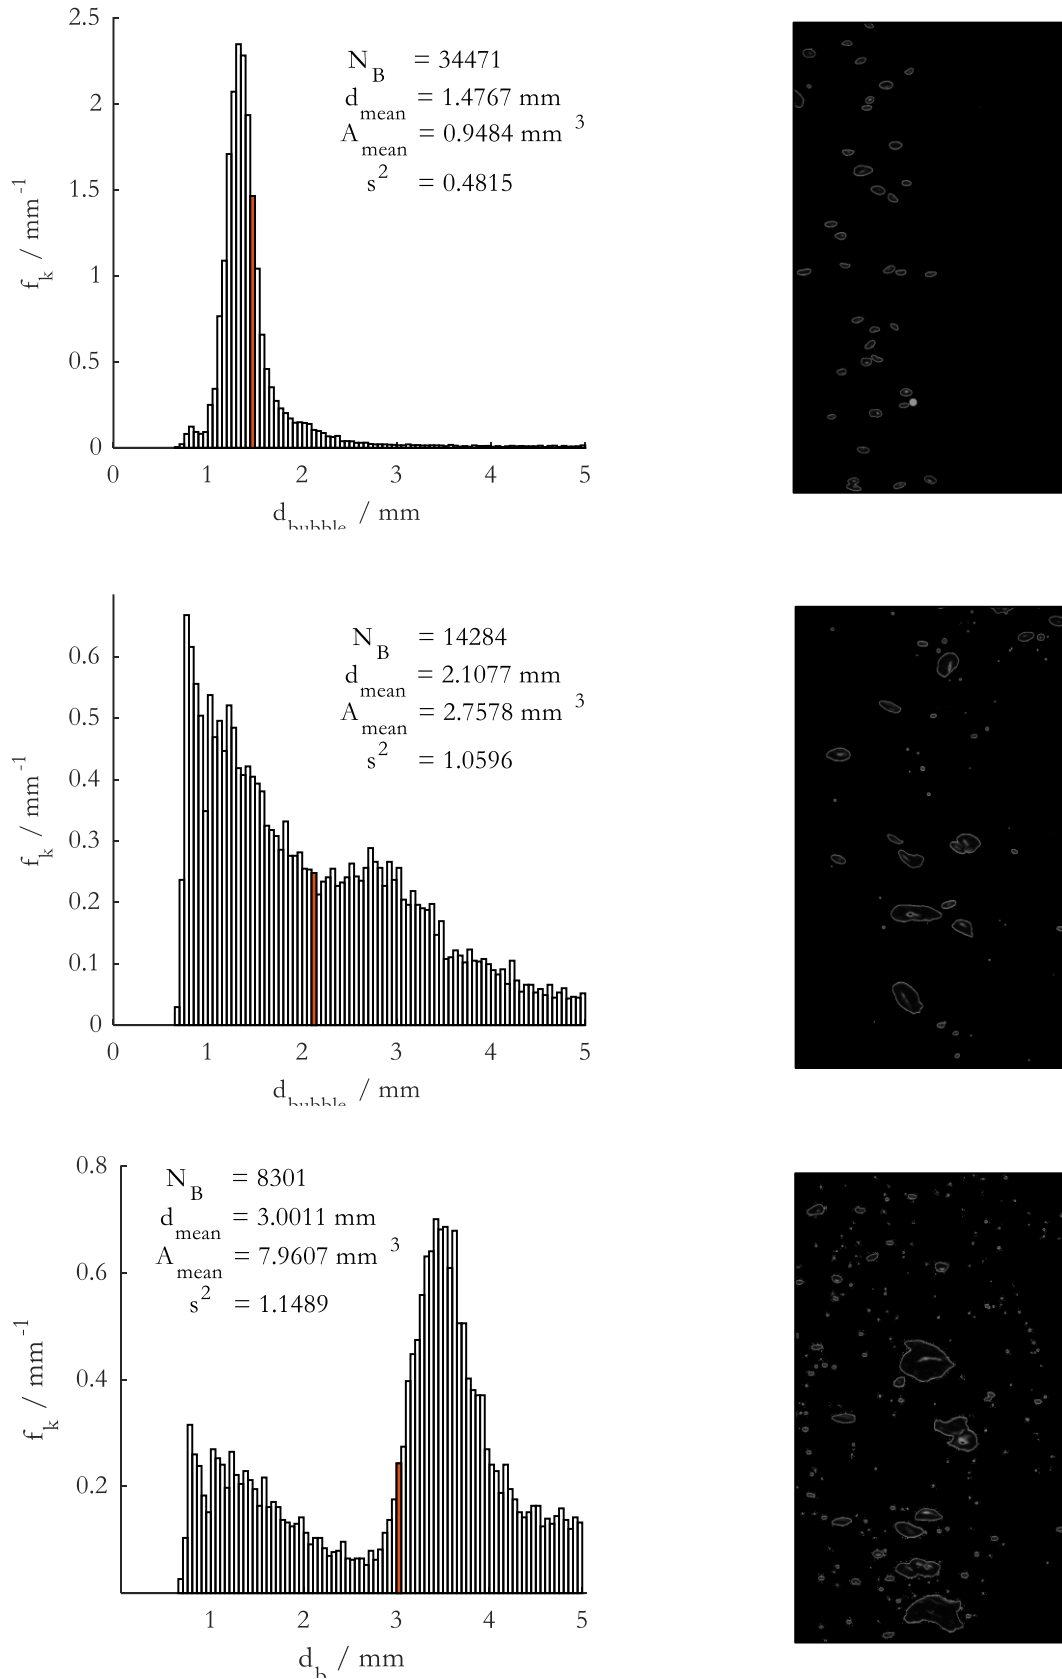 2.5
2
1.5
1
0.5
0
f_k / mm^-1
N_B = 34471
d_mean = 1.4767 mm
A_mean = 0.9484 mm^3
s^2 = 0.4815
0 1 2 3 4 5
d_bubble / mm
0.6
0.5
0.4
0.3
0.2
0.1
0
f_k / mm^-1
N_B = 14284
d_mean = 2.1077 mm
A_mean = 2.7578 mm^3
s^2 = 1.0596
0 1 2 3 4 5
d_bubble / mm
0.8
0.6
0.4
0.2
f_k / mm^-1
N_B = 8301
d_mean = 3.0011 mm
A_mean = 7.9607 mm^3
s^2 = 1.1489
1 2 3 4 5
d_b / mm